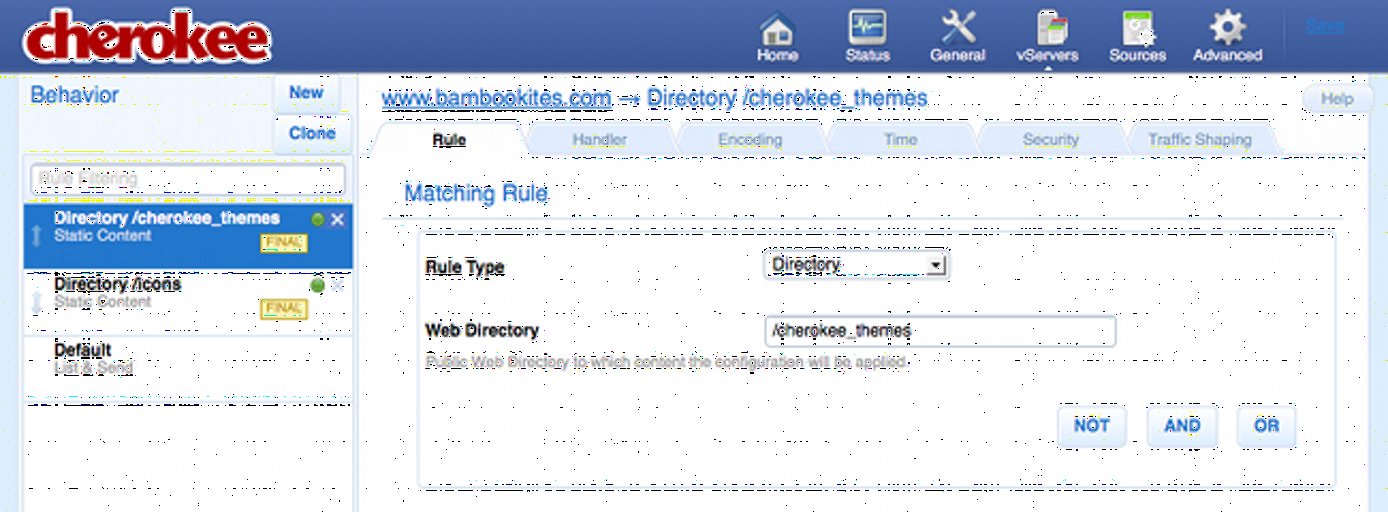 cherokee
Home Status General vServers Sources Advanced Save
Behavior New
Clone
Rule Filtering
Directory /cherokee_themes
Static Content
FINAL
Directory /icons
Static Content
FINAL
Default
List & Send
www.bambookites.com → Directory /cherokee_themes Help
Rule Handler Encoding Time Security Traffic Shaping
Matching Rule
Rule Type Directory
Web Directory /cherokee_themes
Public Web Directory to which content the configuration will be applied.
NOT AND OR